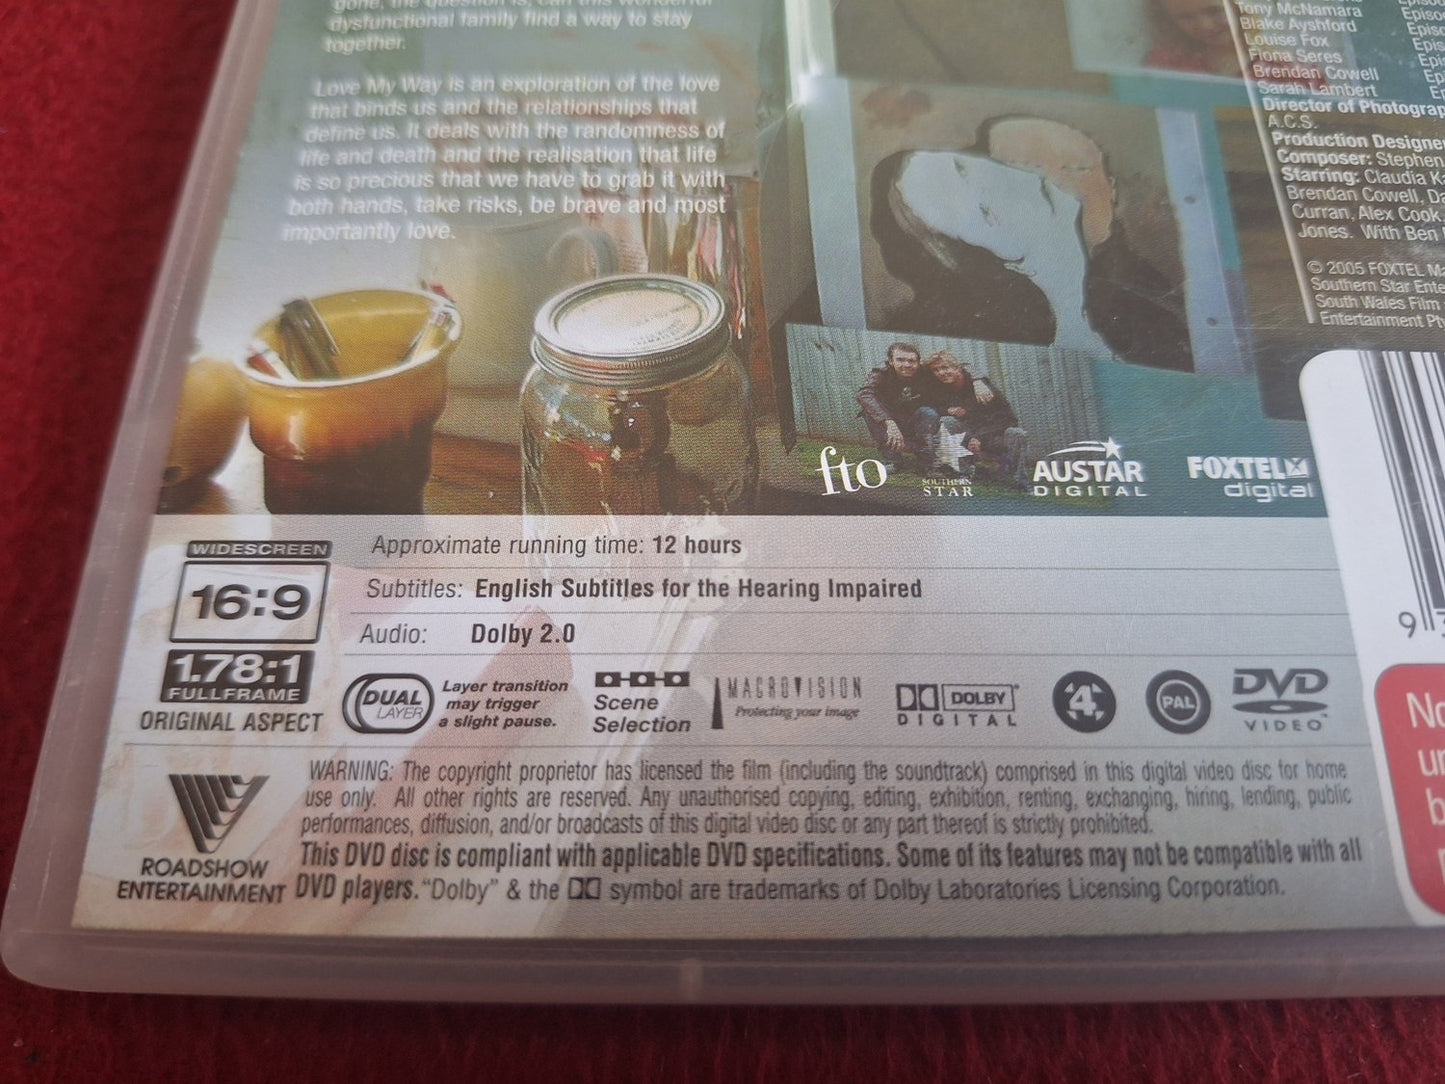 gone, the question is, can this wonderful
dysfunctional family find a way to stay
together.
Love My Way is an exploration of the love
that binds us and the relationships that
define us. It deals with the randomness of
life and death and the realisation that life
is so precious that we have to grab it with
both hands, take risks, be brave and most
importantly love.
Tony McNamara
Blake Ayshford
Louise Fox
Fiona Seres
Brendan Cowell
Sarah Lambert
Director of Photograp
A.C.S.
Production Designer
Composer: Stephen
Starring: Claudia Ka
Brendan Cowell, Da
Curran, Alex Cook
Jones. With Ben
© 2005 FOXTEL Ma
Southern Star Ente
South Wales Film
Entertainment Pty
fto
SOUTHERN
STAR
AUSTAR
DIGITAL
FOXTEL
digital
WIDESCREEN
16:9
1.78:1
FULLFRAME
ORIGINAL ASPECT
Approximate running time: 12 hours
Subtitles: English Subtitles for the Hearing Impaired
Audio: Dolby 2.0
DUAL
LAYER
Layer transition
may trigger
a slight pause.
Scene
Selection
MACROVISION
Protecting your image
DOLBY
DIGITAL
4
PAL
DVD
VIDEO
9
No
un
b
ROADSHOW
ENTERTAINMENT
WARNING: The copyright proprietor has licensed the film (including the soundtrack) comprised in this digital video disc for home
use only. All other rights are reserved. Any unauthorised copying, editing, exhibition, renting, exchanging, hiring, lending, public
performances, diffusion, and/or broadcasts of this digital video disc or any part thereof is strictly prohibited.
This DVD disc is compliant with applicable DVD specifications. Some of its features may not be compatible with all
DVD players. "Dolby" & the symbol are trademarks of Dolby Laboratories Licensing Corporation.